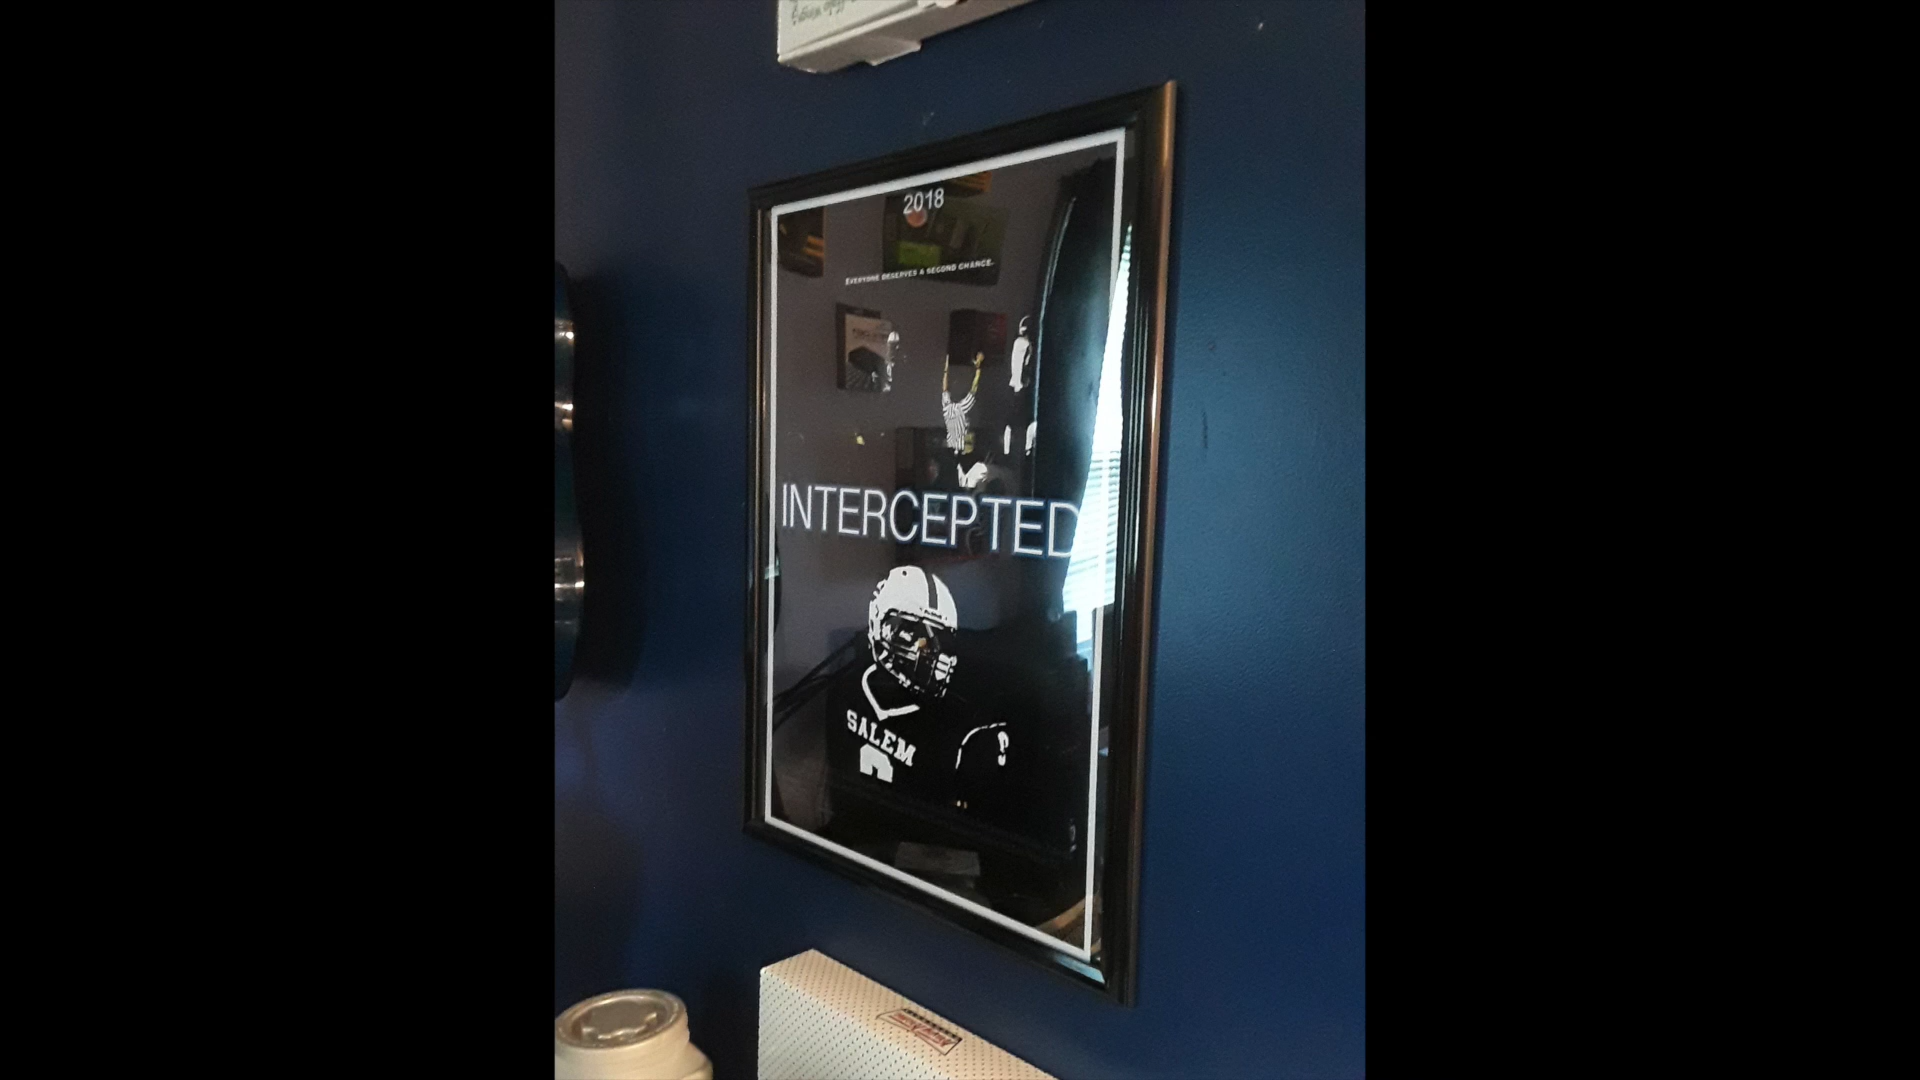 2018
EVERYONE DESERVES A SECOND CHANCE.
INTERCEPTED
SALEM